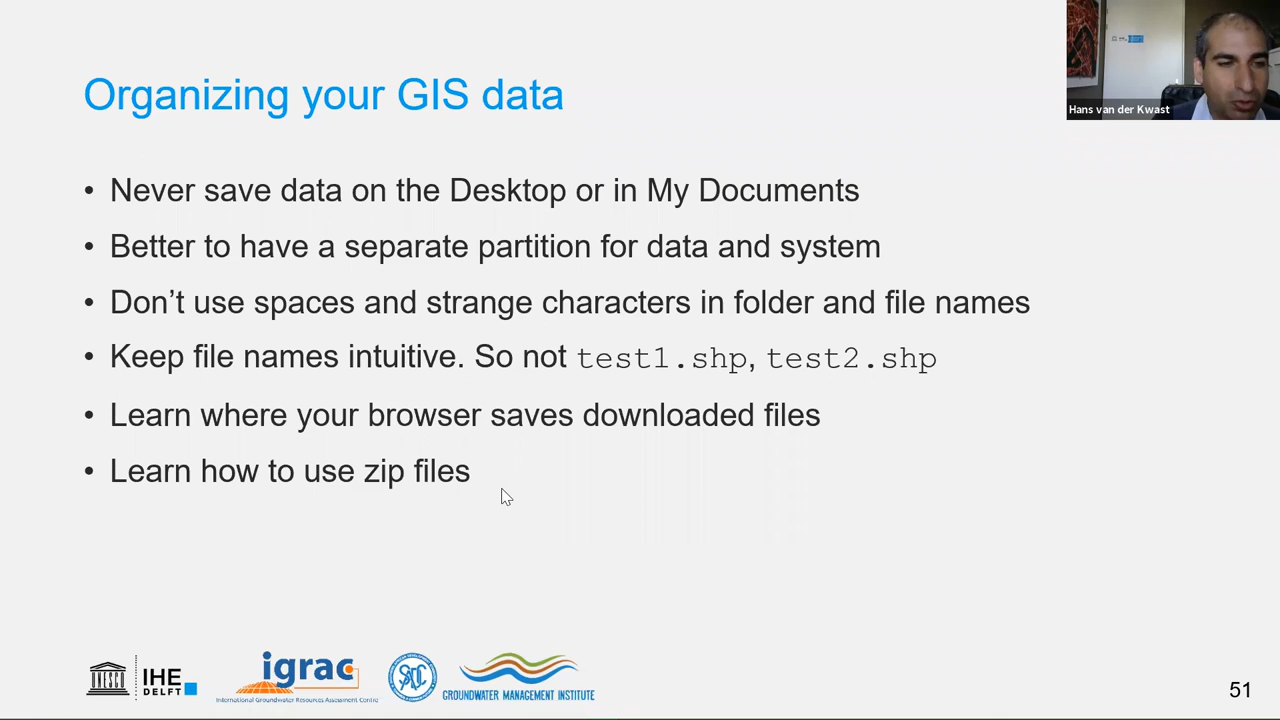 Organizing your GIS data
Hans van der Kwast
• Never save data on the Desktop or in My Documents
• Better to have a separate partition for data and system
• Don’t use spaces and strange characters in folder and file names
• Keep file names intuitive. So not test1.shp, test2.shp
• Learn where your browser saves downloaded files
• Learn how to use zip files
UNESCO
IHE
DELFT
igrac
International Groundwater Resources Assessment Centre
GROUNDWATER MANAGEMENT INSTITUTE
51